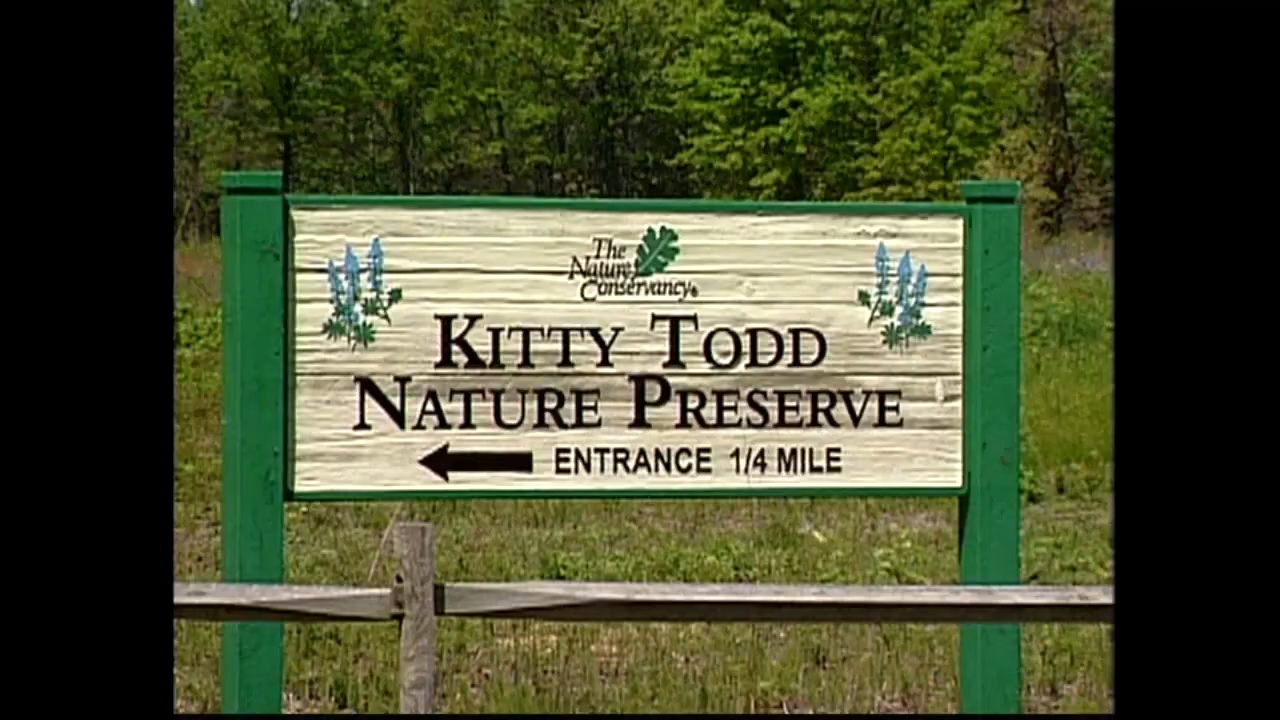 The
Nature
Conservancy®
KITTY TODD
NATURE PRESERVE
ENTRANCE 1/4 MILE